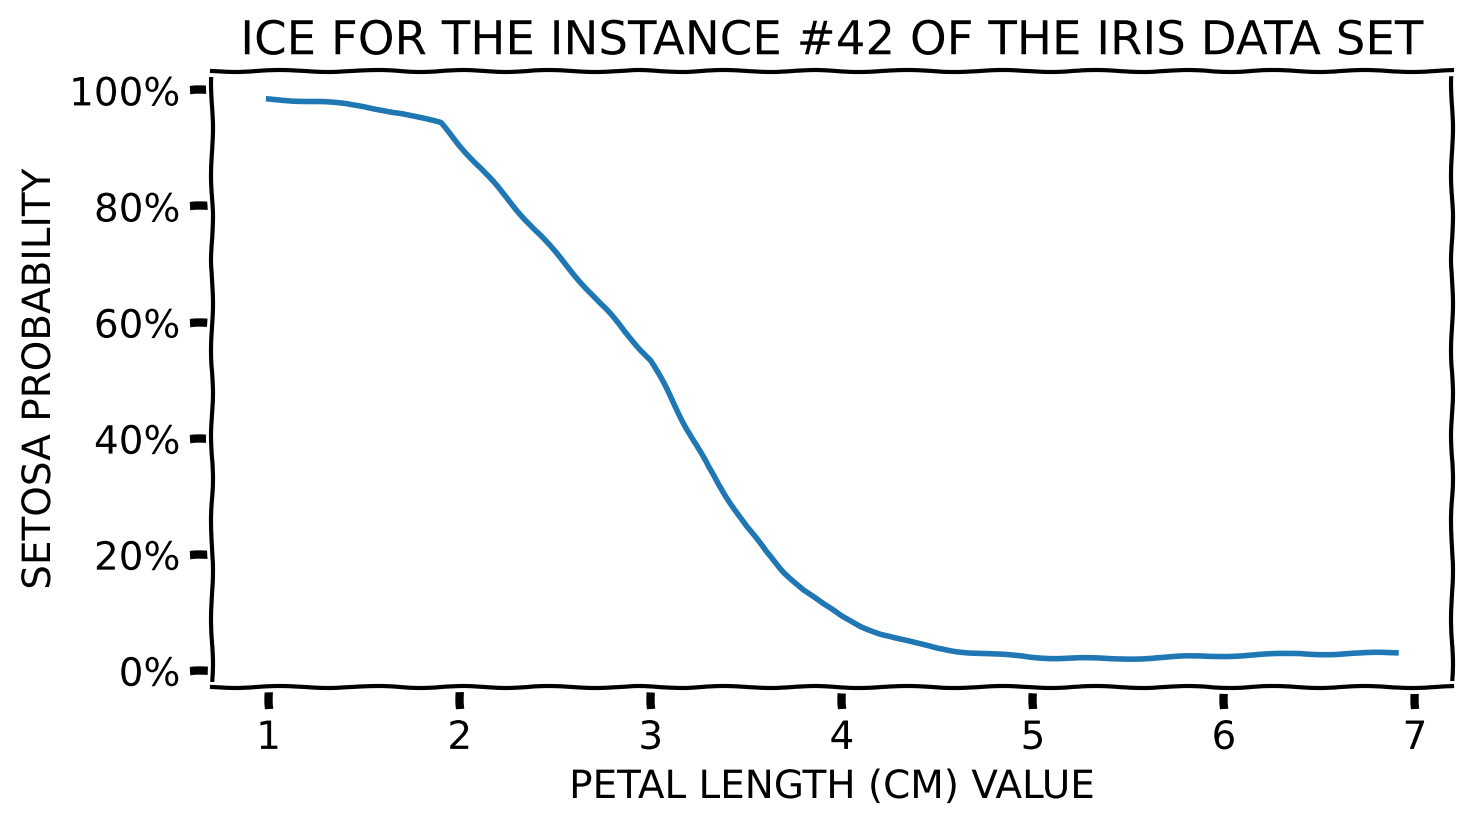 ICE FOR THE INSTANCE #42 OF THE IRIS DATA SET
100%
80%
60%
40%
20%
0%
SETOSA PROBABILITY
1 2 3 4 5 6 7
PETAL LENGTH (CM) VALUE